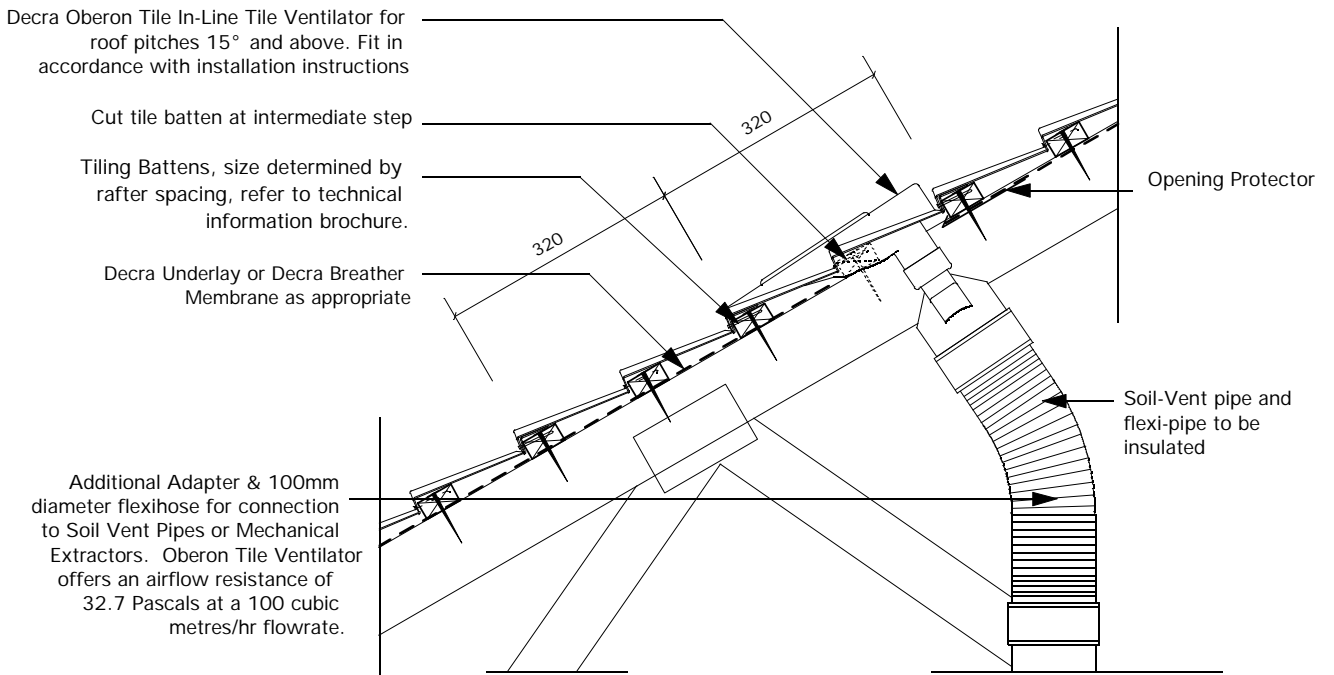 Decra Oberon Tile In-Line Tile Ventilator for
roof pitches 15° and above. Fit in
accordance with installation instructions
Cut tile batten at intermediate step
Tiling Battens, size determined by
rafter spacing, refer to technical
information brochure.
Decra Underlay or Decra Breather
Membrane as appropriate
Additional Adapter & 100mm
diameter flexihose for connection
to Soil Vent Pipes or Mechanical
Extractors. Oberon Tile Ventilator
offers an airflow resistance of
32.7 Pascals at a 100 cubic
metres/hr flowrate.
320
320
Opening Protector
Soil-Vent pipe and
flexi-pipe to be
insulated